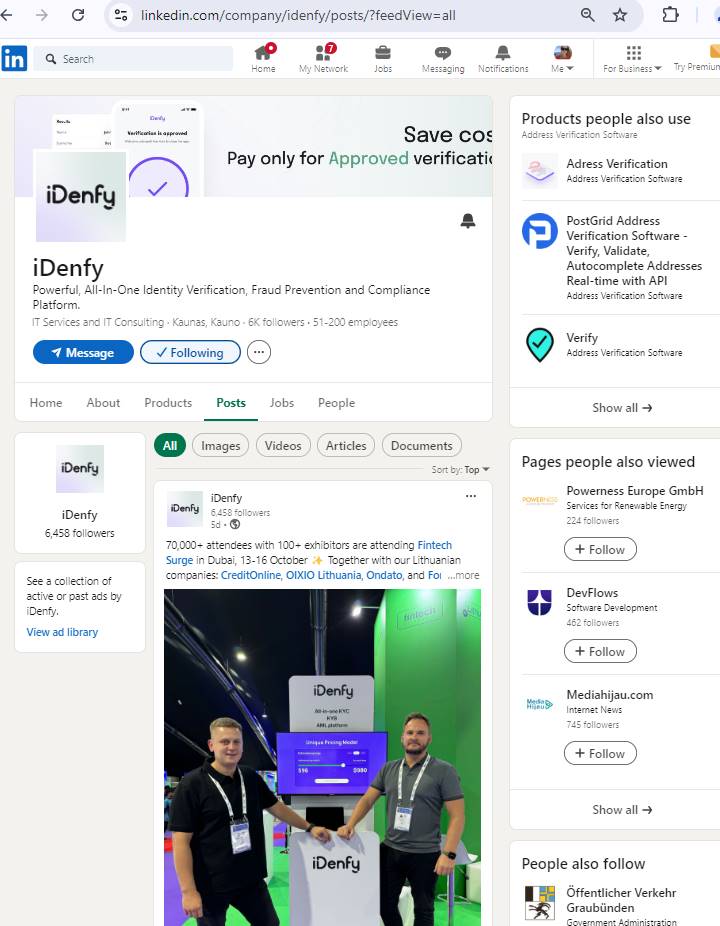 linkedin.com/company/idenfy/posts/?feedView=all
in
Search
Home
7
My Network
Jobs
Messaging
Notifications
Me
For Business
Try Premium
iDenfy
Verification is approved
Results
Save cos
Pay only for Approved verificatio
iDenfy
iDenfy
Powerful, All-In-One Identity Verification, Fraud Prevention and Compliance
Platform.
IT Services and IT Consulting · Kaunas, Kauno · 6K followers · 51-200 employees
Message
Following
Home
About
Products
Posts
Jobs
People
iDenfy
iDenfy
6,458 followers
See a collection of
active or past ads by
iDenfy.
View ad library
All
Images
Videos
Articles
Documents
Sort by: Top
iDenfy
iDenfy
6,458 followers
5d •
70,000+ attendees with 100+ exhibitors are attending Fintech
Surge in Dubai, 13-16 October ✨ Together with our Lithuanian
companies: CreditOnline, OIXIO Lithuania, Ondato, and For ...more
fintech
iDenfy
All-in-one KYC
KYB
AML platform
Unique Pricing Model
$98
$980
iDenfy
Products people also use
Address Verification Software
Adress Verification
Address Verification Software
PostGrid Address
Verification Software -
Verify, Validate,
Autocomplete Addresses
Real-time with API
Address Verification Software
Verify
Address Verification Software
Show all →
Pages people also viewed
POWERNESS
Powerness Europe GmbH
Services for Renewable Energy
224 followers
+ Follow
DevFlows
Software Development
462 followers
+ Follow
Media
Hijau
Mediahijau.com
Internet News
745 followers
+ Follow
Show all →
People also follow
Öffentlicher Verkehr
Graubünden
Government Administration